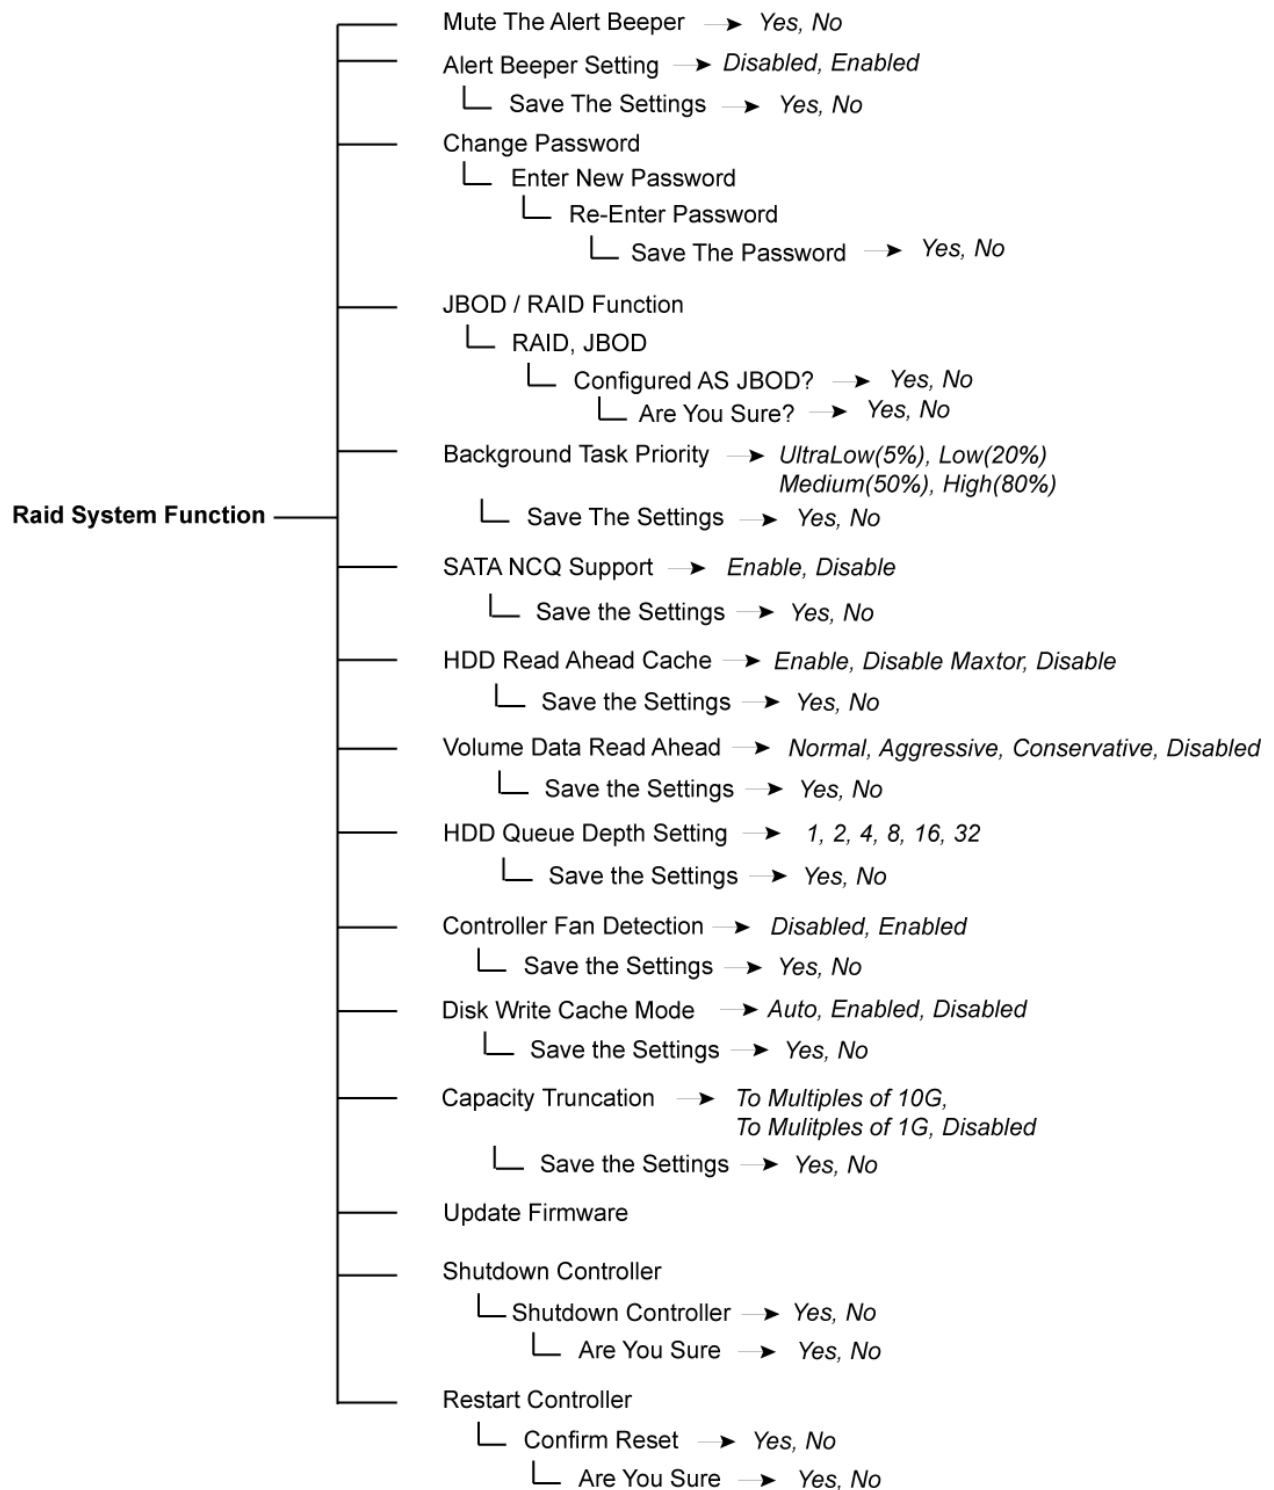 Mute The Alert Beeper Yes, No
Alert Beeper Setting Disabled, Enabled
Save The Settings Yes, No
Change Password
Enter New Password
Re-Enter Password
Save The Password Yes, No
JBOD / RAID Function
RAID, JBOD
Configured AS JBOD? Yes, No
Are You Sure? Yes, No
Background Task Priority UltraLow(5%), Low(20%)
Medium(50%), High(80%)
Raid System Function
Save The Settings Yes, No
SATA NCQ Support Enable, Disable
Save the Settings Yes, No
HDD Read Ahead Cache Enable, Disable Maxtor, Disable
Save the Settings Yes, No
Volume Data Read Ahead Normal, Aggressive, Conservative, Disabled
Save the Settings Yes, No
HDD Queue Depth Setting 1, 2, 4, 8, 16, 32
Save the Settings Yes, No
Controller Fan Detection Disabled, Enabled
Save the Settings Yes, No
Disk Write Cache Mode Auto, Enabled, Disabled
Save the Settings Yes, No
Capacity Truncation To Multiples of 10G,
To Mulitples of 1G, Disabled
Save the Settings Yes, No
Update Firmware
Shutdown Controller
Shutdown Controller Yes, No
Are You Sure Yes, No
Restart Controller
Confirm Reset Yes, No
Are You Sure Yes, No